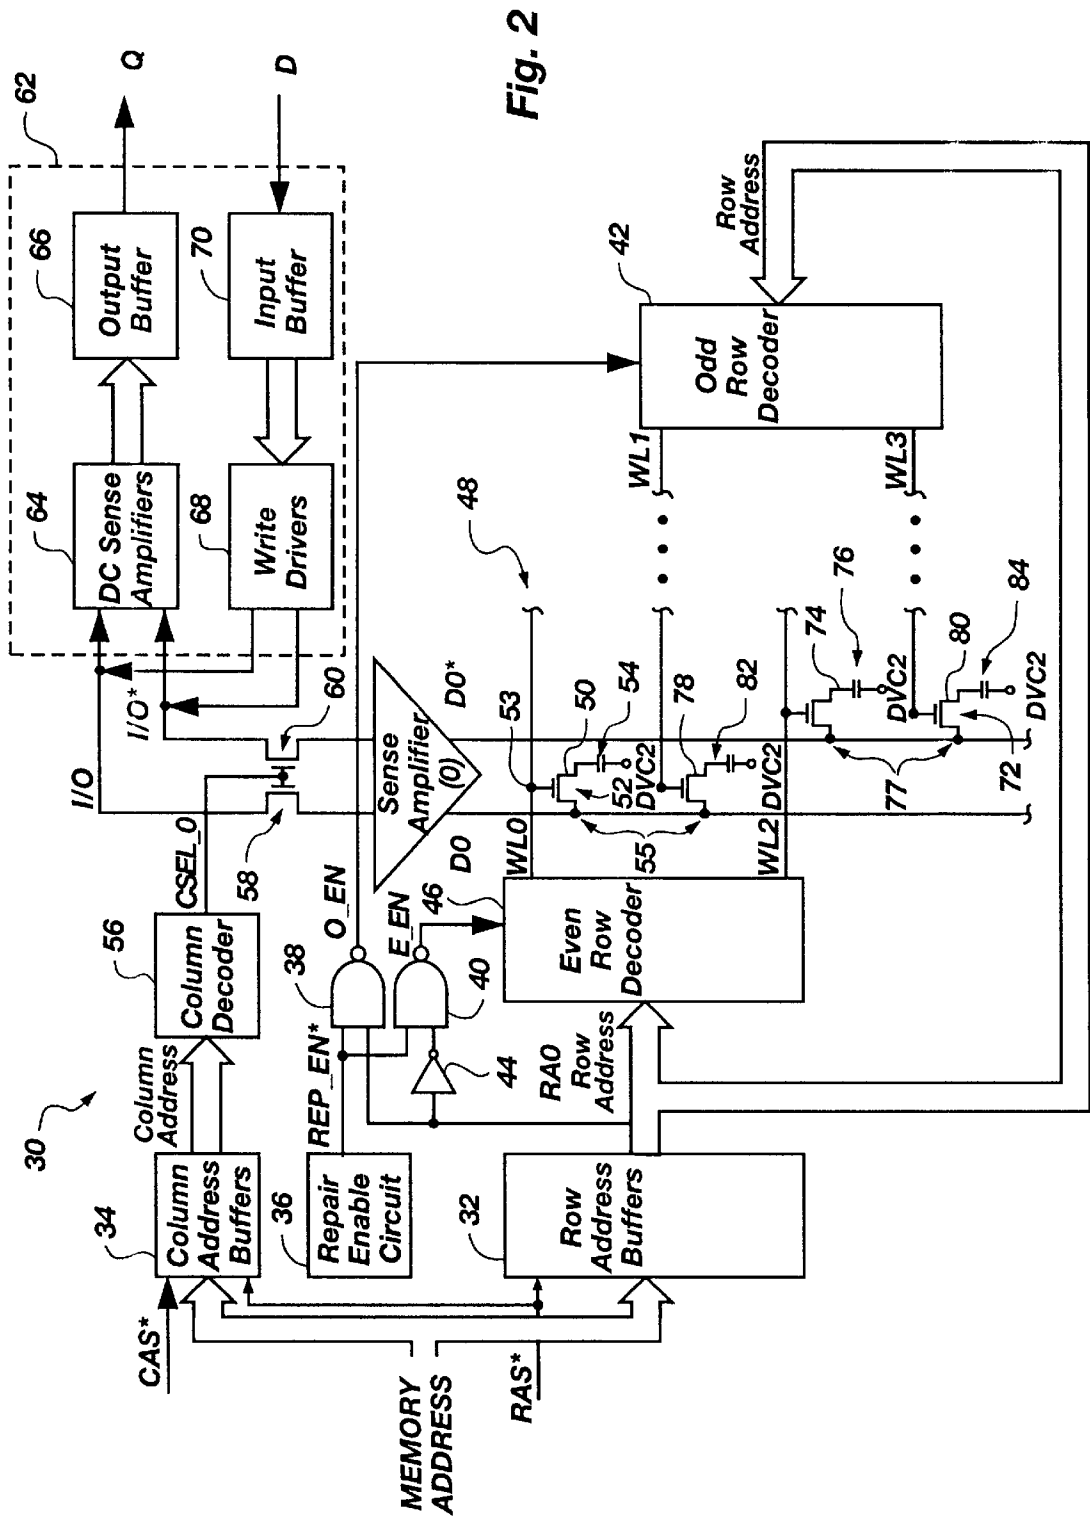 Fig. 2
30
CAS*
MEMORY
ADDRESS
RAS*
34
Column
Address
Buffers
Column
Address
56
Column
Decoder
CSEL_0
58
60
I/O
I/O*
62
64
DC Sense
Amplifiers
66
Output
Buffer
Q
68
Write
Drivers
70
Input
Buffer
D
36
Repair
Enable
Circuit
REP_EN*
38
O_EN
40
E_EN
44
46
Sense
Amplifier
(0)
D0
D0*
32
Row
Address
Buffers
RA0
Row
Address
Even
Row
Decoder
WL0
53
50
54
52
DVC2
48
55
78
82
DVC2
WL2
WL1
74
76
DVC2
77
80
84
72
DVC2
WL3
42
Odd
Row
Decoder
Row
Address